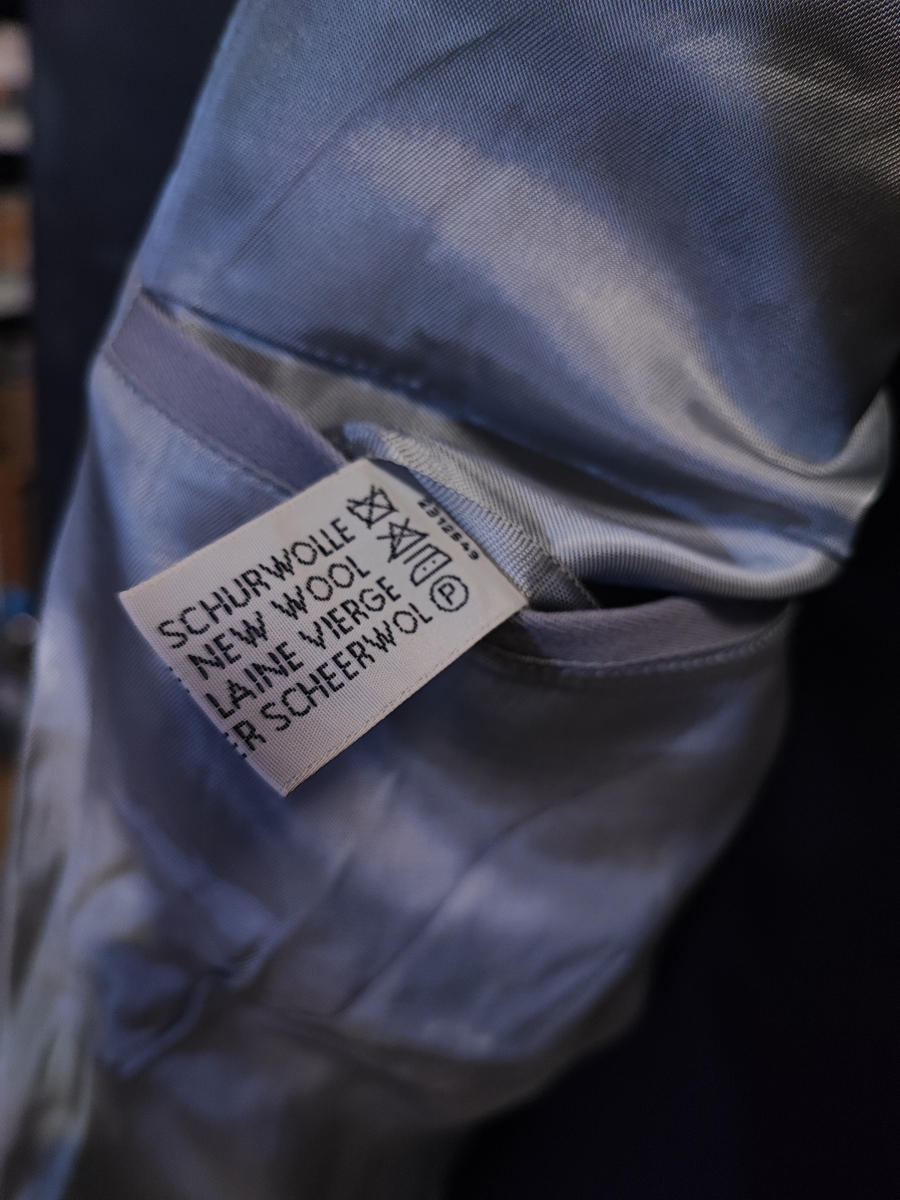 SCHURWOLLE
NEW WOOL
LAINE VIERGE
R SCHEERWOL
P